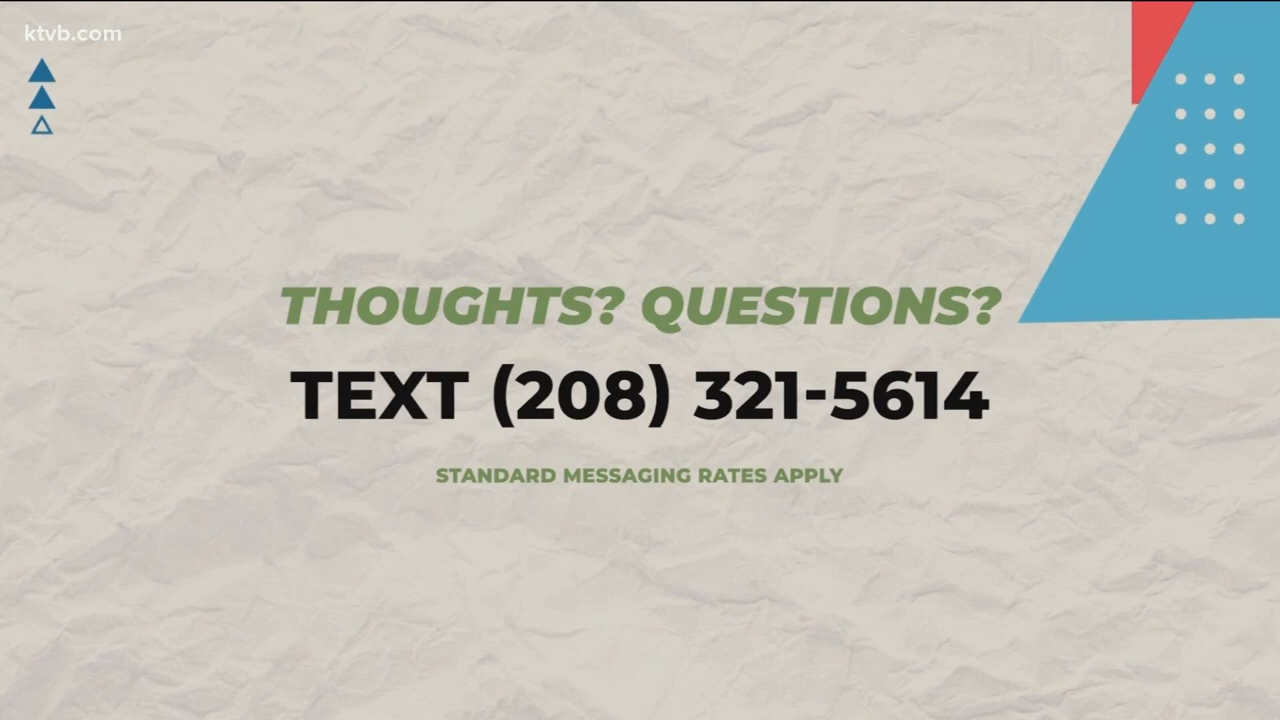 ktvb.com
THOUGHTS? QUESTIONS?
TEXT (208) 321-5614
STANDARD MESSAGING RATES APPLY